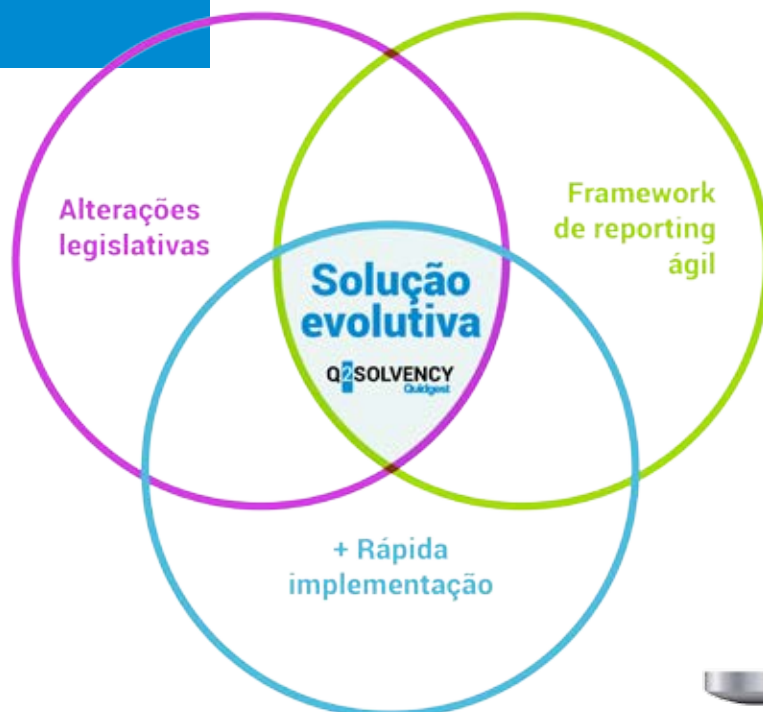 Alterações
legislativas
Framework
de reporting
ágil
Solução
evolutiva
Q2SOLVENCY
Quidgest
+ Rápida
implementação